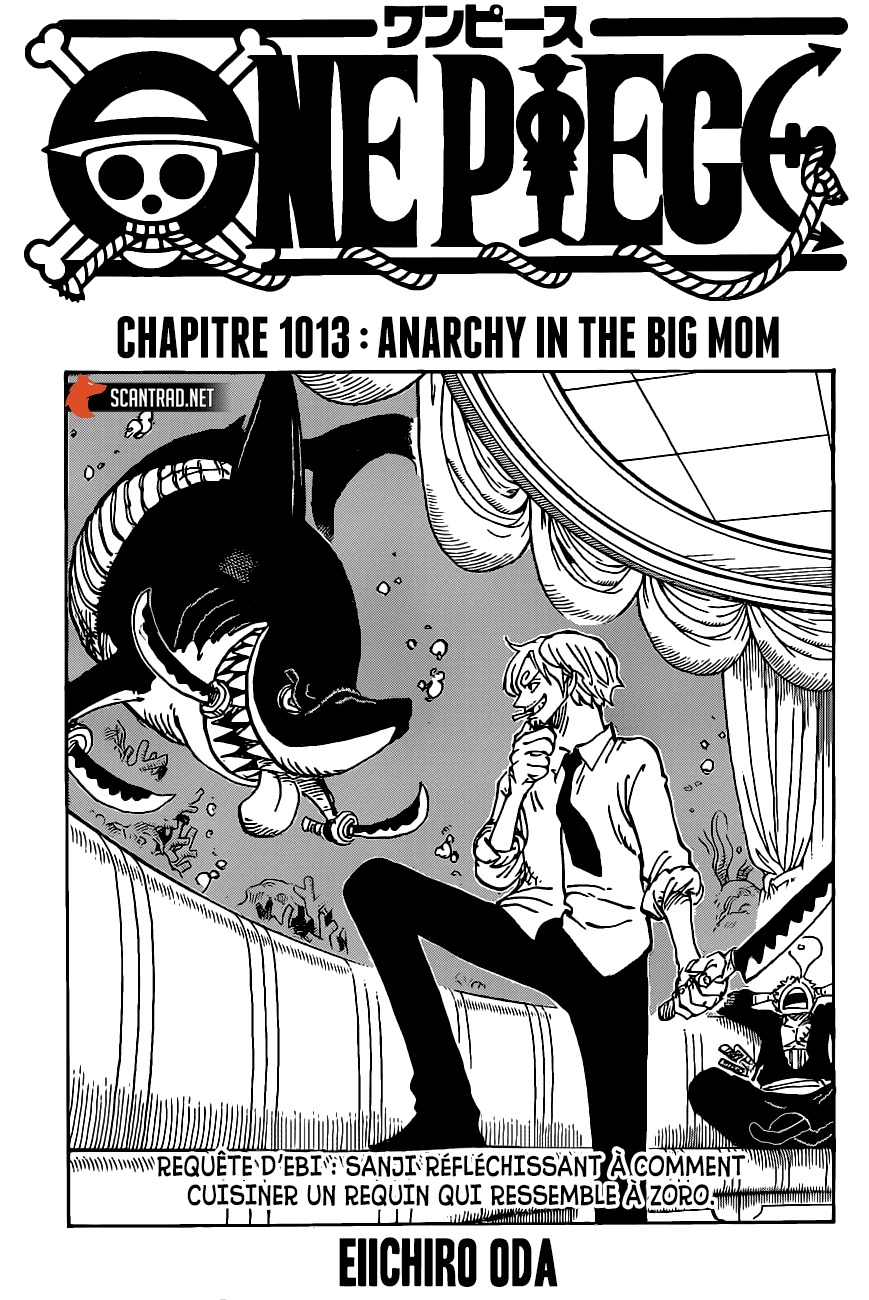 ワンピース
ONE PIECE
CHAPITRE 1013 : ANARCHY IN THE BIG MOM
SCANTRAD.NET
REQUÊTE D'EBI : SANJI RÉFLÉCHISSANT À COMMENT
CUISINER UN REQUIN QUI RESSEMBLE À ZORO.
EIICHIRO ODA